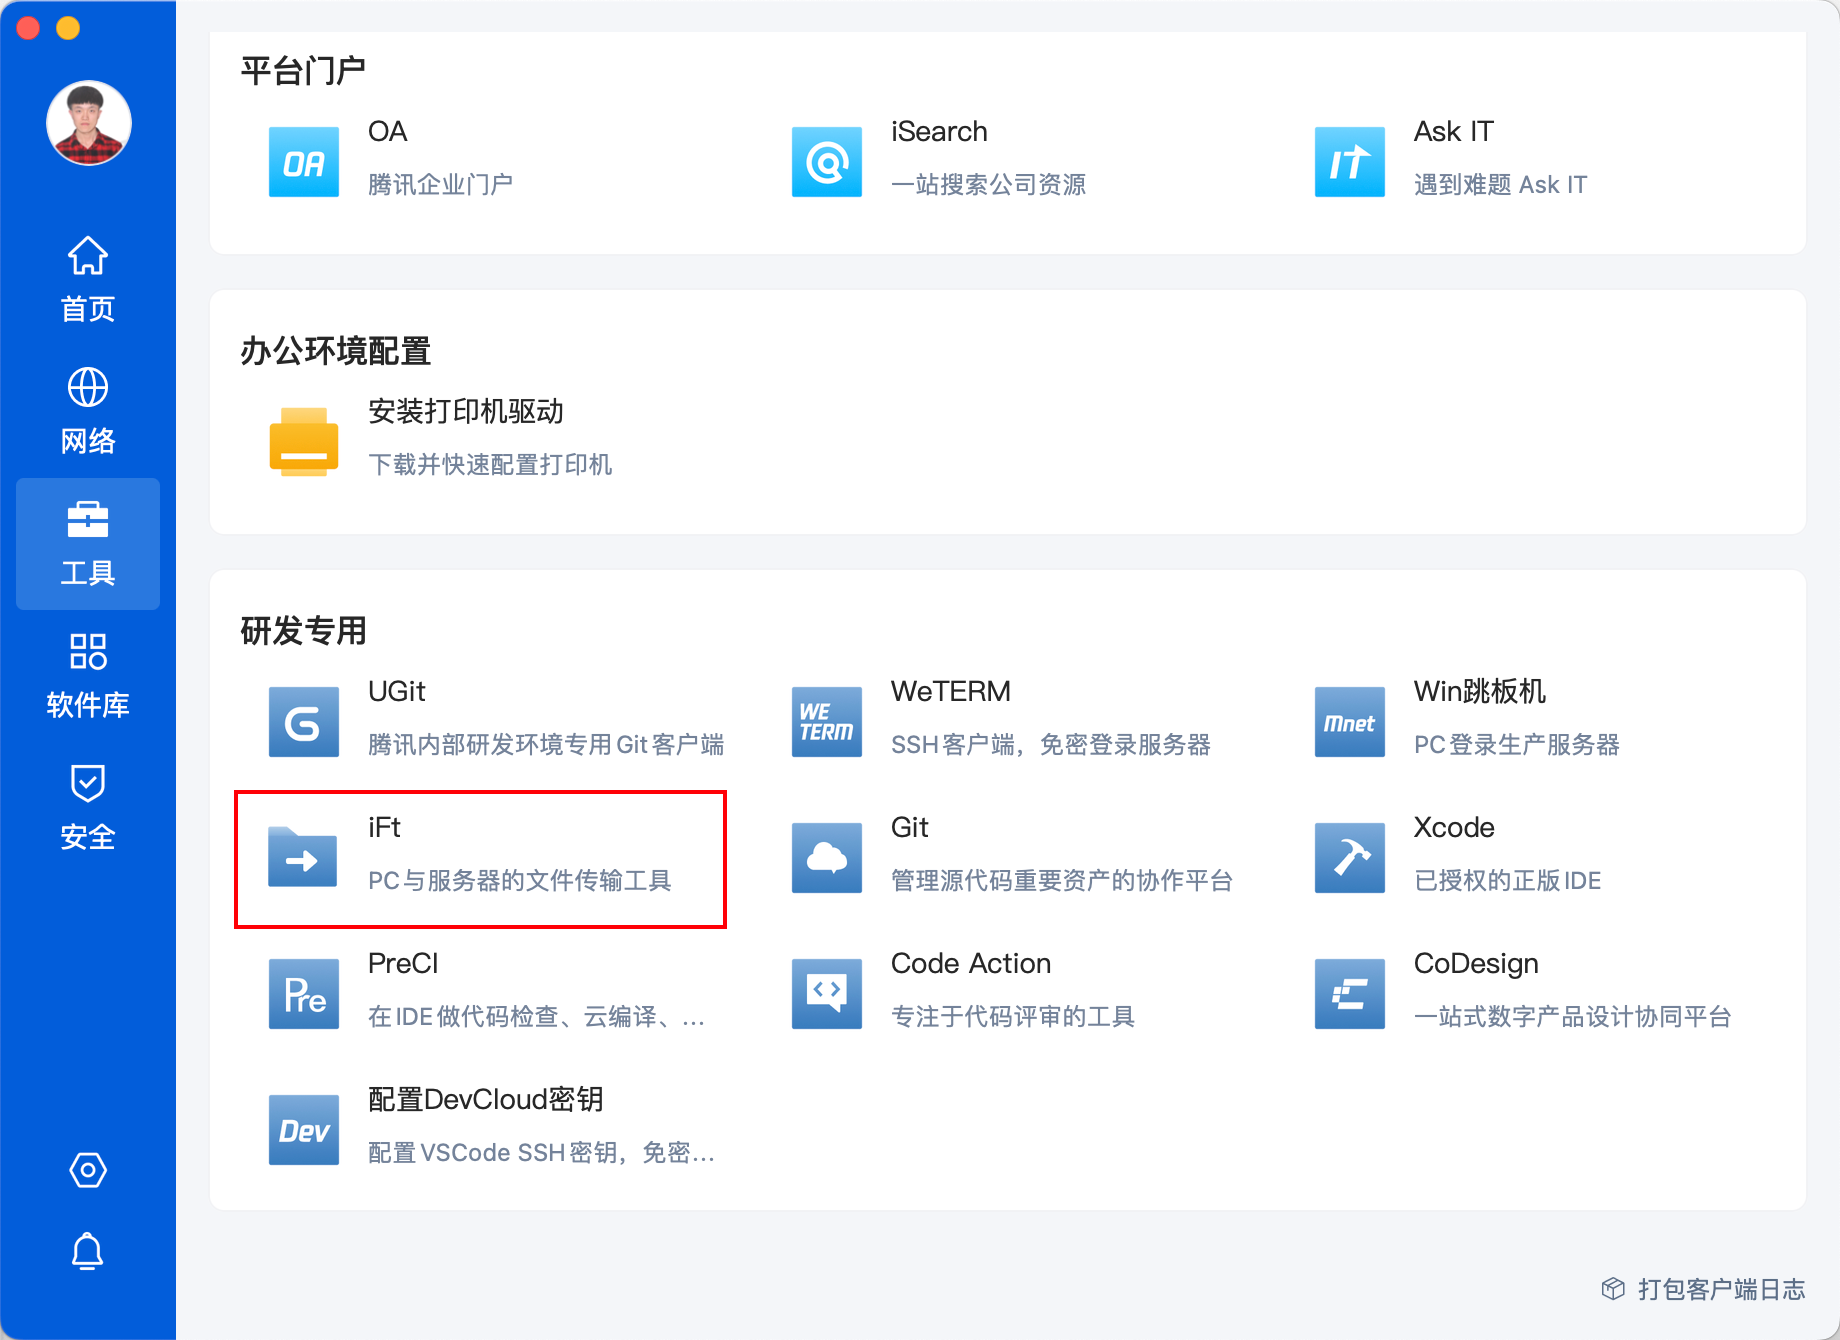 平台门户
OA
OA
腾讯企业门户
iSearch
一站搜索公司资源
IT
Ask IT
遇到难题 Ask IT
首页
网络
工具
软件库
安全
办公环境配置
安装打印机驱动
下载并快速配置打印机
研发专用
UGit
腾讯内部研发环境专用Git客户端
WE
TERM
WeTERM
SSH客户端，免密登录服务器
Mnet
Win跳板机
PC登录生产服务器
iFt
PC与服务器的文件传输工具
Git
管理源代码重要资产的协作平台
Xcode
已授权的正版IDE
Pre
PreCI
在IDE做代码检查、云编译、...
Code Action
专注于代码评审的工具
CoDesign
一站式数字产品设计协同平台
Dev
配置DevCloud密钥
配置VSCode SSH密钥，免密...
打包客户端日志